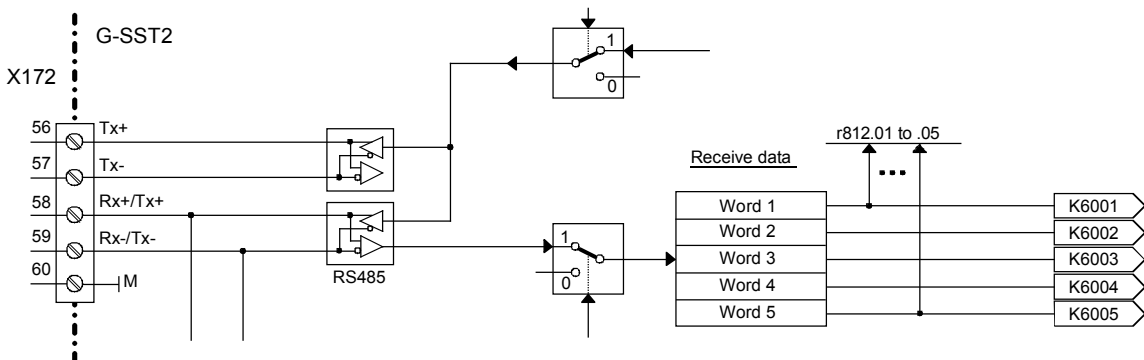 G-SST2
X172
1
0
56 Tx+
57 Tx-
58 Rx+/Tx+
59 Rx-/Tx-
60 M
RS485
1
0
Receive data
r812.01 to .05
Word 1 K6001
Word 2 K6002
Word 3 K6003
Word 4 K6004
Word 5 K6005